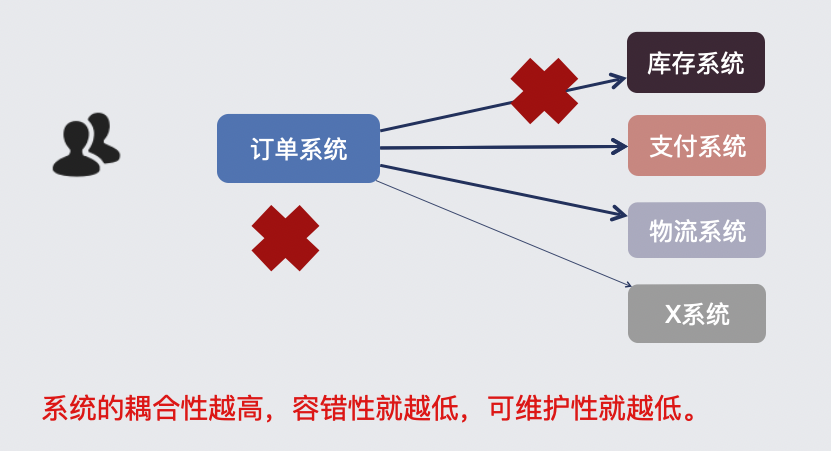 库存系统
订单系统
支付系统
物流系统
X系统
系统的耦合性越高，容错性就越低，可维护性就越低。